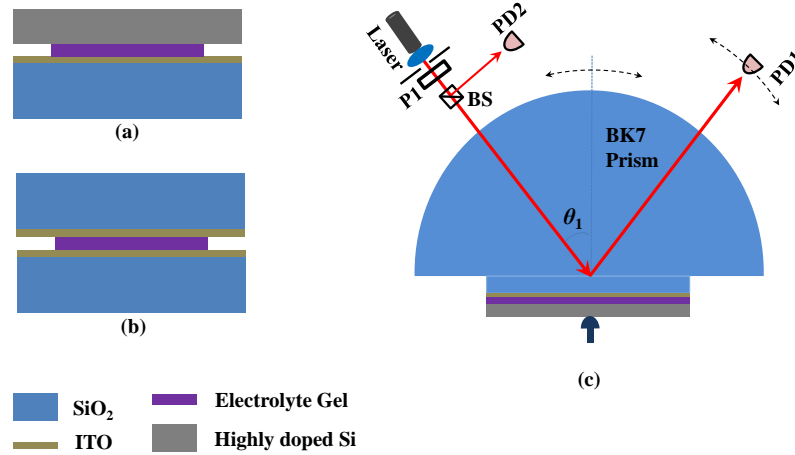 (a)
(b)
Laser
P1
BS
PD2
PD1
BK7
Prism
θ1
(c)
SiO2
ITO
Electrolyte Gel
Highly doped Si